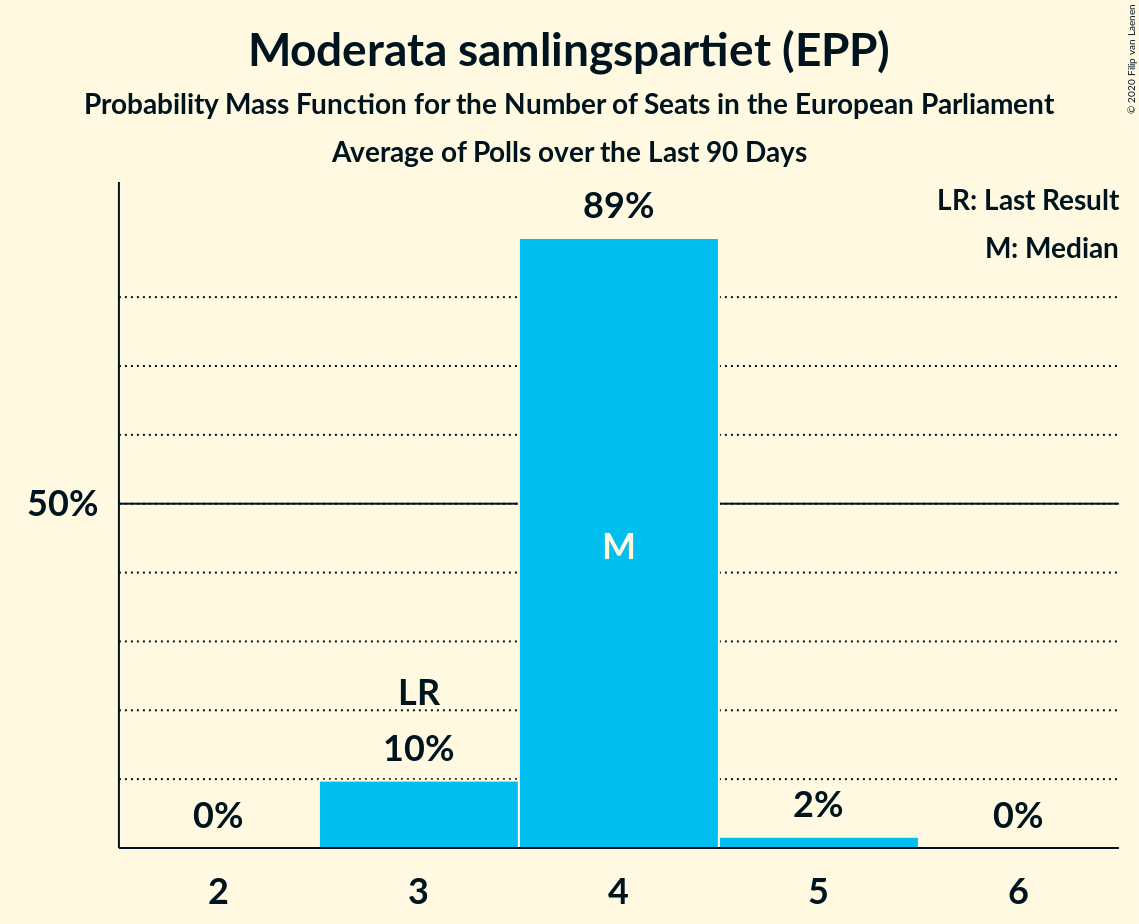 Moderata samlingspartiet (EPP)
Probability Mass Function for the Number of Seats in the European Parliament
Average of Polls over the Last 90 Days
© 2020 Filip van Laenen
LR: Last Result
M: Median
89%
50%
M
LR
10%
0%
2%
0%
2
3
4
5
6